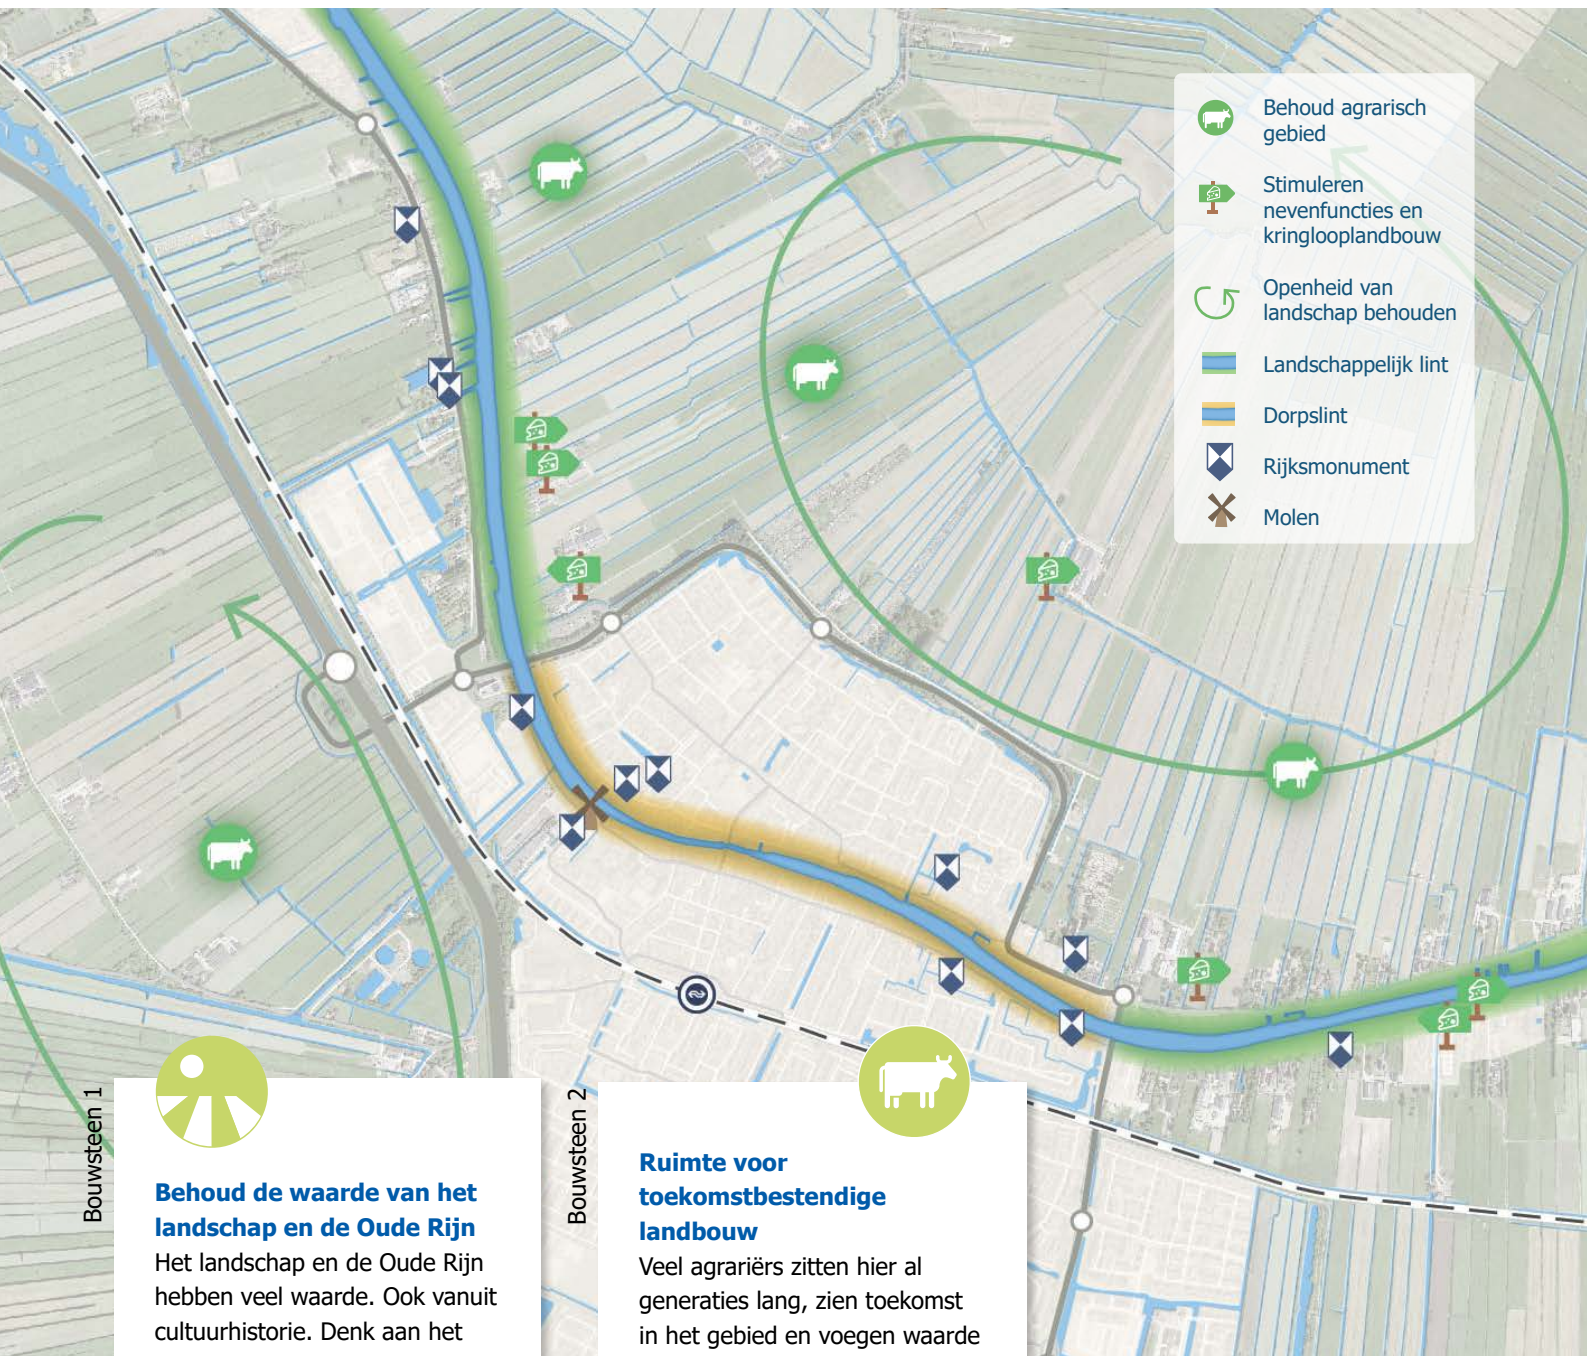 Behoud agrarisch
gebied
Stimuleren
nevenfuncties en
kringlooplandbouw
Openheid van
landschap behouden
Landschappelijk lint
Dorpslint
Rijksmonument
Molen
Bouwsteen 1
Behoud de waarde van het
landschap en de Oude Rijn
Het landschap en de Oude Rijn
hebben veel waarde. Ook vanuit
cultuurhistorie. Denk aan het
Bouwsteen 2
Ruimte voor
toekomstbestendige
landbouw
Veel agrariërs zitten hier al
generaties lang, zien toekomst
in het gebied en voegen waarde